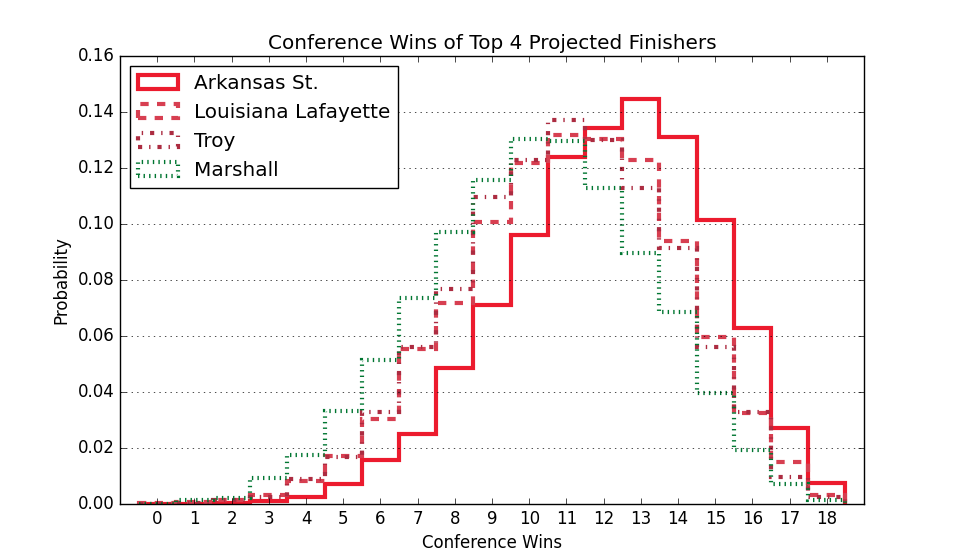 Conference Wins of Top 4 Projected Finishers
0.16
0.14
0.12
0.10
0.08
0.06
0.04
0.02
0.00
Probability
Arkansas St.
Louisiana Lafayette
Troy
Marshall
0 1 2 3 4 5 6 7 8 9 10 11 12 13 14 15 16 17 18
Conference Wins